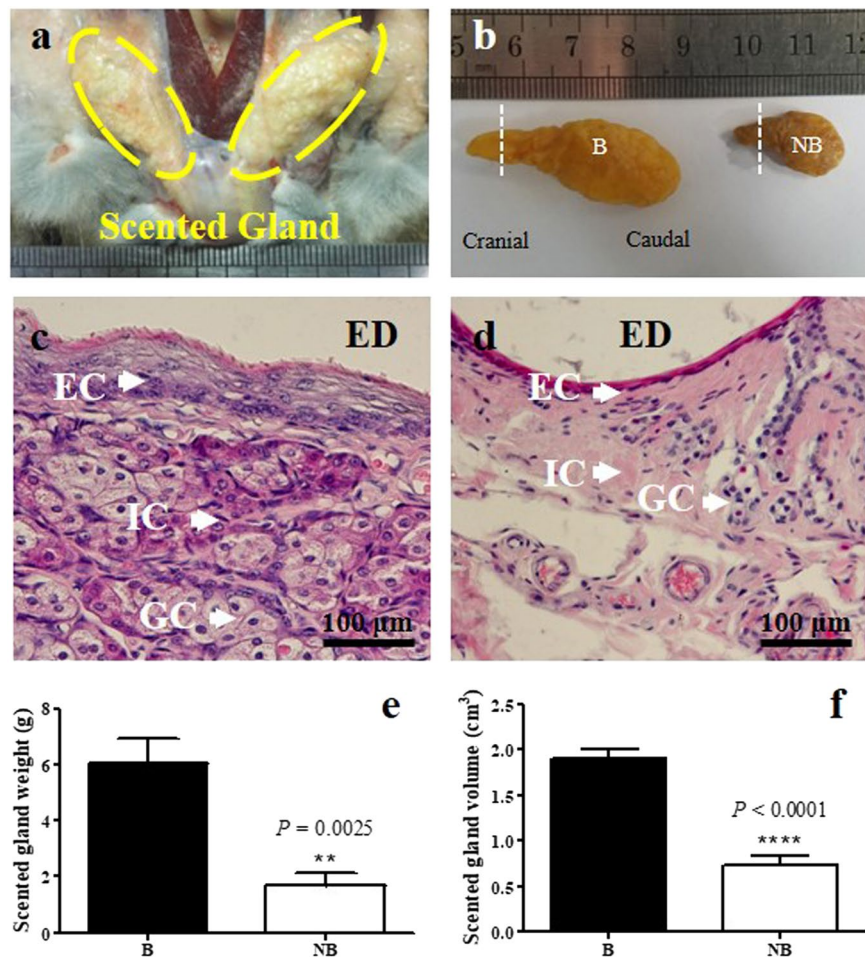 a
Scented Gland
b
5 6 7 8 9 10 11 12
mm
B
NB
Cranial
Caudal
c
ED
EC
IC
GC
100 μm
d
ED
EC
IC
GC
100 μm
e
Scented gland weight (g)
8
6
4
2
0
P = 0.0025
**
B
NB
f
Scented gland volume (cm³)
2.5
2.0
1.5
1.0
0.5
0.0
P < 0.0001
****
B
NB